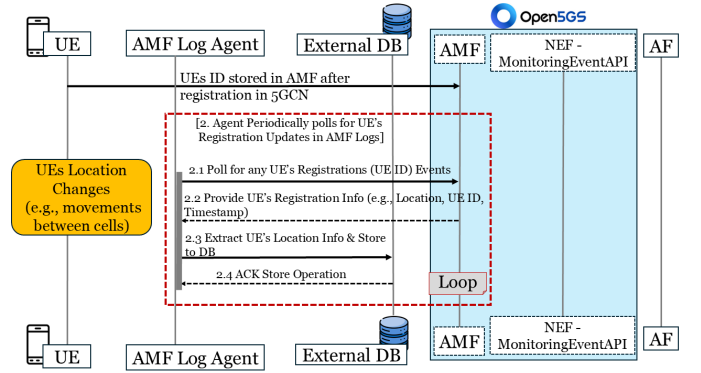 Open5GS
UE
AMF Log Agent
External DB
AMF
NEF -
MonitoringEventAPI
AF
UEs ID stored in AMF after
registration in 5GCN
[2. Agent Periodically polls for UE's
Registration Updates in AMF Logs]
UEs Location
Changes
(e.g., movements
between cells)
2.1 Poll for any UE's Registrations (UE ID) Events
2.2 Provide UE's Registration Info (e.g., Location, UE ID,
Timestamp)
2.3 Extract UE's Location Info & Store
to DB
2.4 ACK Store Operation
Loop
UE
AMF Log Agent
External DB
AMF
NEF -
MonitoringEventAPI
AF